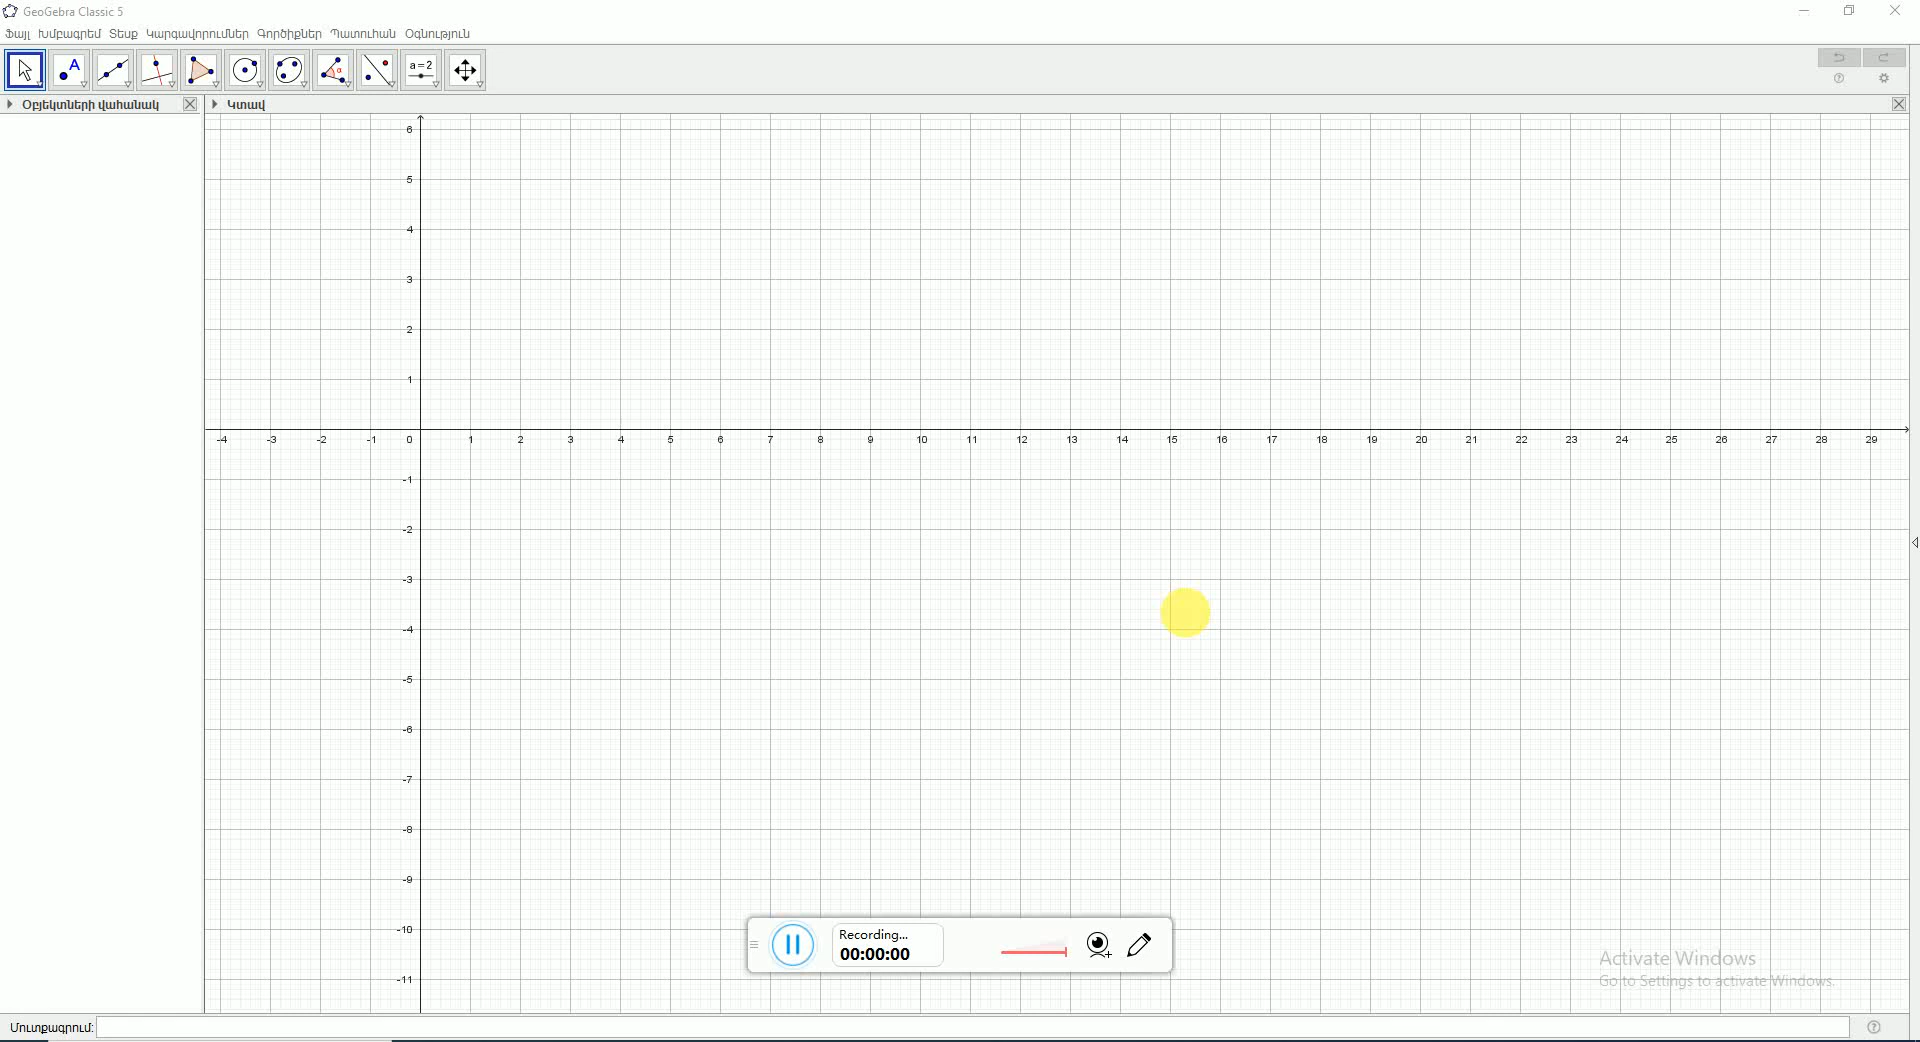 GeoGebra Classic 5
Ֆայլ Խմբագրեմ Տեսք Կարգավորումներ Գործիքներ Պատուհան Օգնություն
A
α
a=2
Օբյեկտների վահանակ
Կտավ
6
5
4
3
2
1
-4 -3 -2 -1 0 1 2 3 4 5 6 7 8 9 10 11 12 13 14 15 16 17 18 19 20 21 22 23 24 25 26 27 28 29
-1
-2
-3
-4
-5
-6
-7
-8
-9
-10
-11
Recording...
00:00:00
Activate Windows
Go to Settings to activate Windows.
Մուտքագրում: